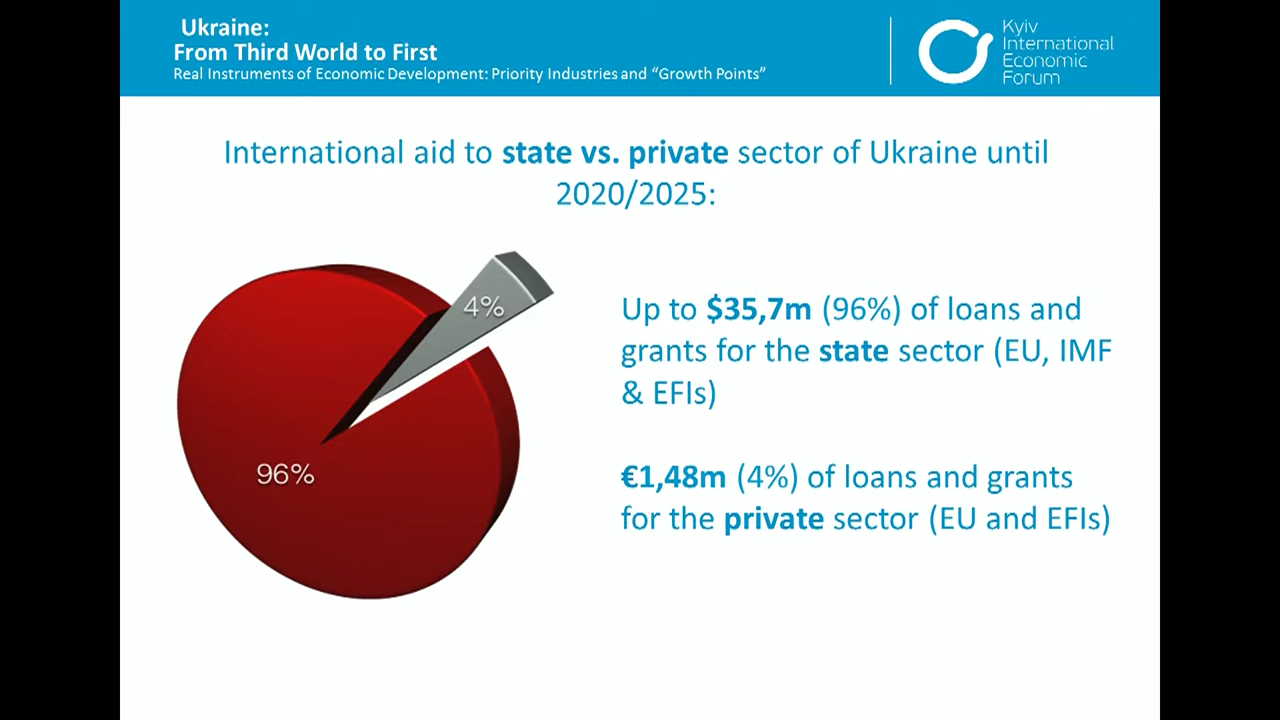 Ukraine:
From Third World to First
Real Instruments of Economic Development: Priority Industries and “Growth Points”
Kyiv
International
Economic
Forum
International aid to state vs. private sector of Ukraine until
2020/2025:
4%
96%
Up to $35,7m (96%) of loans and
grants for the state sector (EU, IMF
& EFIs)
€1,48m (4%) of loans and grants
for the private sector (EU and EFIs)